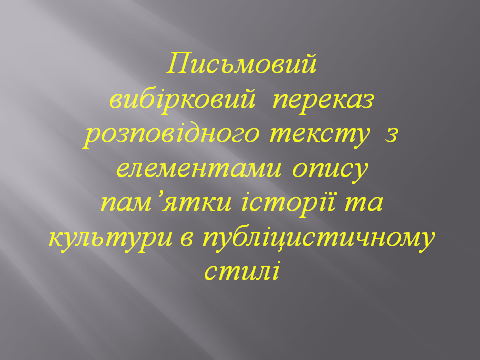 Письмовий
вибірковий переказ
розповідного тексту з
елементами опису
пам’ятки історії та
культури в публіцистичному
стилі